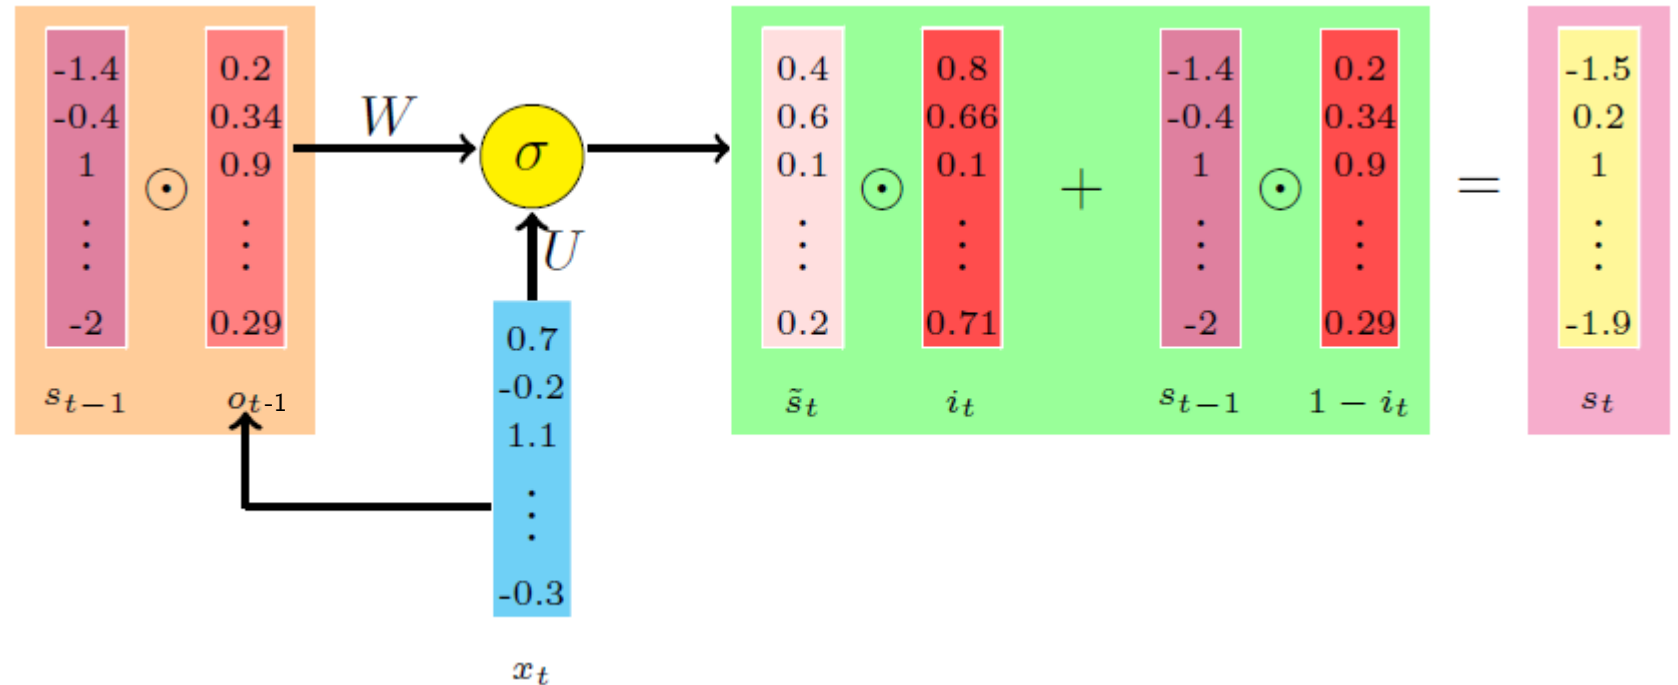 -1.4 0.2 0.4 0.8 -1.4 0.2 -1.5
-0.4 0.34 W σ 0.6 0.66 -0.4 0.34 0.2
1 ⊙ 0.9 0.1 ⊙ 0.1 + 1 ⊙ 0.9 = 1
⋮ ⋮ U ⋮ ⋮ ⋮ ⋮ ⋮
-2 0.29 0.2 0.71 -2 0.29 -1.9
s_{t−1} o_{t-1} s̃_t i_t s_{t−1} 1 − i_t s_t
0.7
-0.2
1.1
⋮
-0.3
x_t